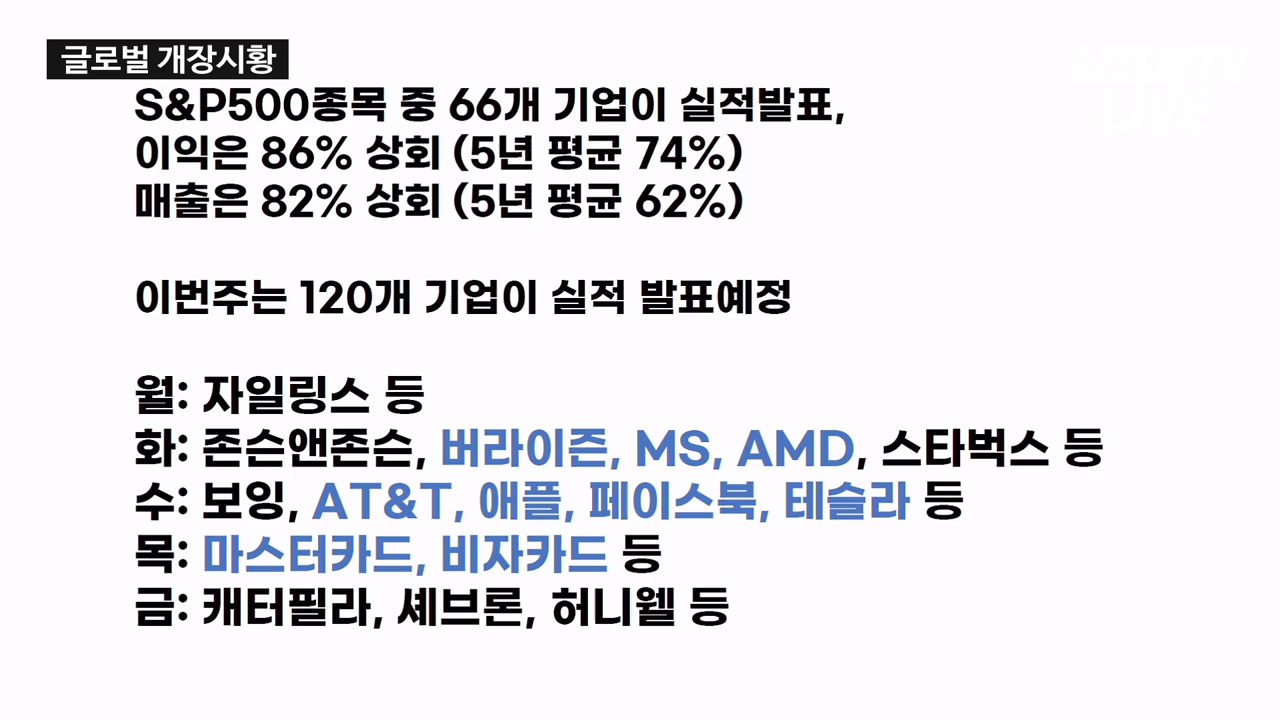 글로벌 개장시황
삼프로TV
LIVE
S&P500종목 중 66개 기업이 실적발표,
이익은 86% 상회 (5년 평균 74%)
매출은 82% 상회 (5년 평균 62%)
이번주는 120개 기업이 실적 발표예정
월: 자일링스 등
화: 존슨앤존슨, 버라이즌, MS, AMD, 스타벅스 등
수: 보잉, AT&T, 애플, 페이스북, 테슬라 등
목: 마스터카드, 비자카드 등
금: 캐터필라, 셰브론, 허니웰 등